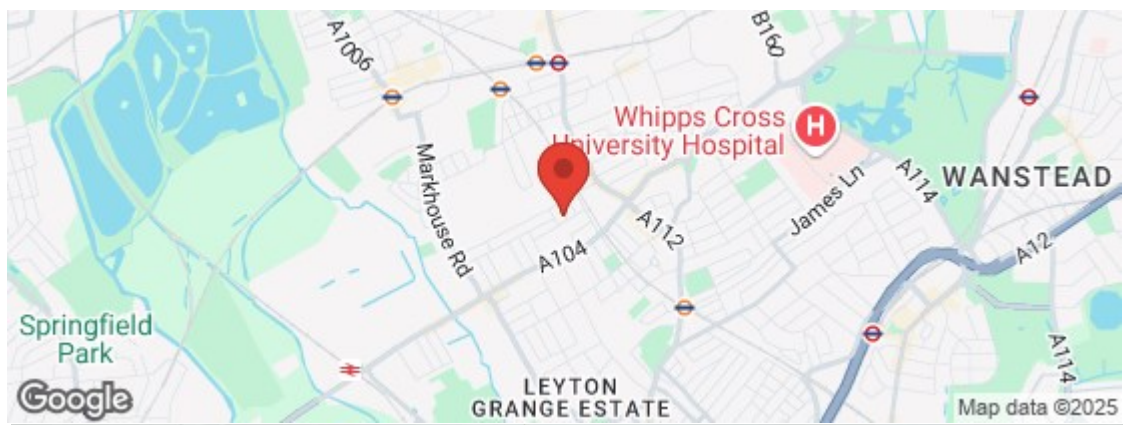 A1006
B160
Whipps Cross
University Hospital
H
Markhouse Rd
A114
WANSTEAD
James Ln
A112
A104
A12
Springfield
Park
A114
LEYTON
GRANGE ESTATE
Google
Map data ©2025